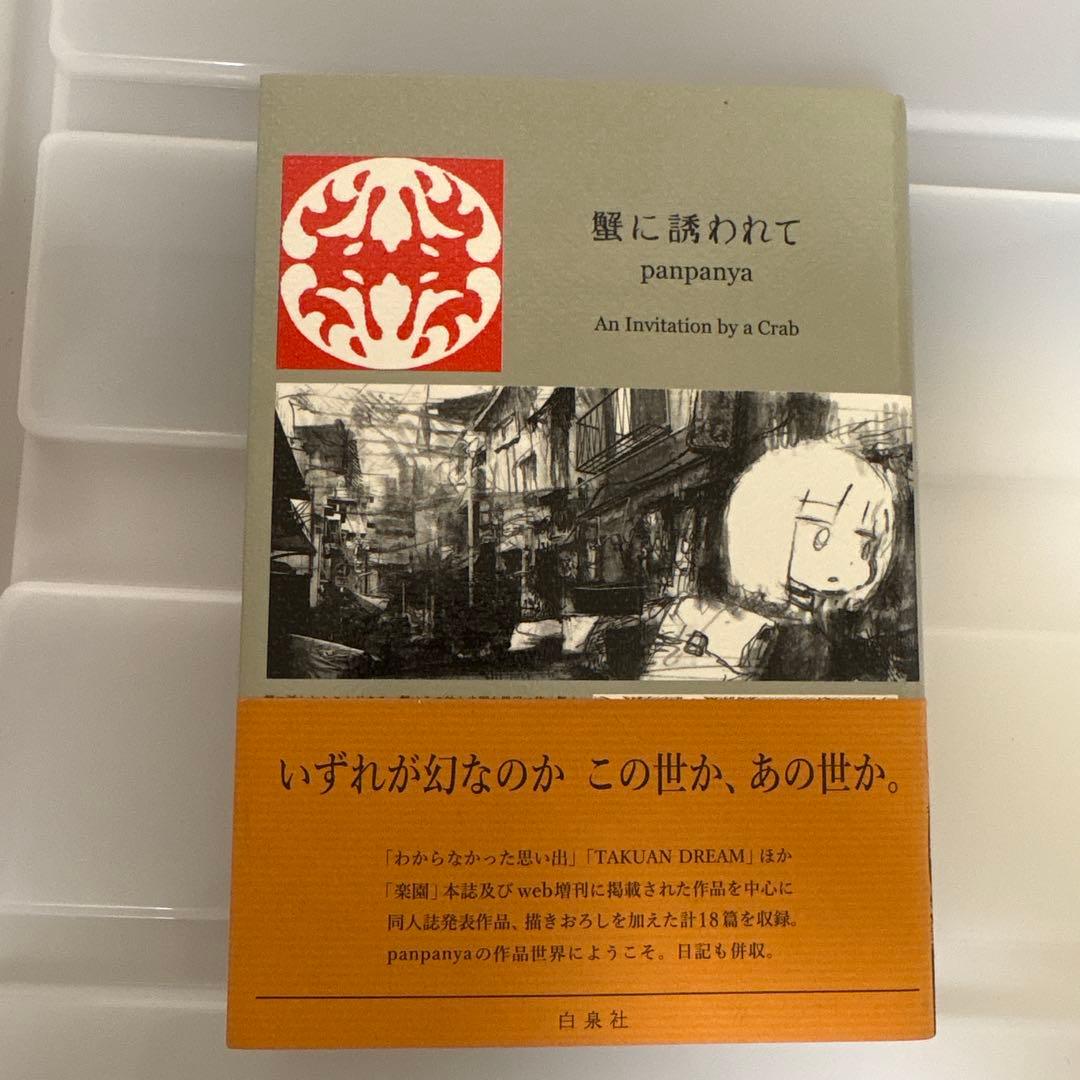 蟹に誘われて
panpanya
An Invitation by a Crab
いずれが幻なのか この世か、あの世か。
「わからなかった思い出」「TAKUAN DREAM」ほか
「楽園」本誌及びweb増刊に掲載された作品を中心に
同人誌発表作品、描きおろしを加えた計18篇を収録。
panpanyaの作品世界にようこそ。日記も併収。
白泉社